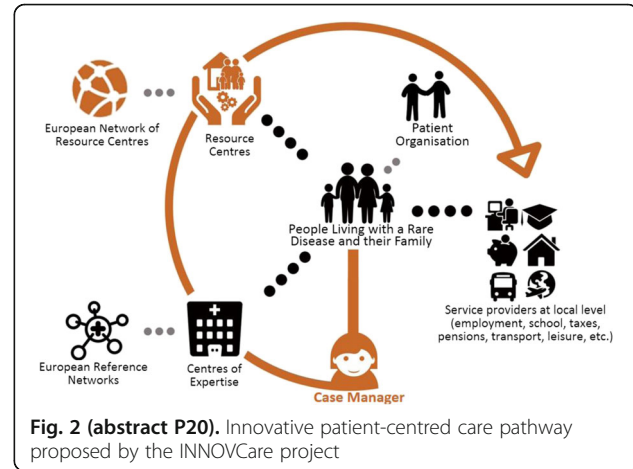 European Network of
Resource Centres
Resource
Centres
Patient
Organisation
People Living with a Rare
Disease and their Family
Service providers at local level
(employment, school, taxes,
pensions, transport, leisure, etc.)
European Reference
Networks
Centres of
Expertise
Case Manager
Fig. 2 (abstract P20). Innovative patient-centred care pathway
proposed by the INNOVCare project